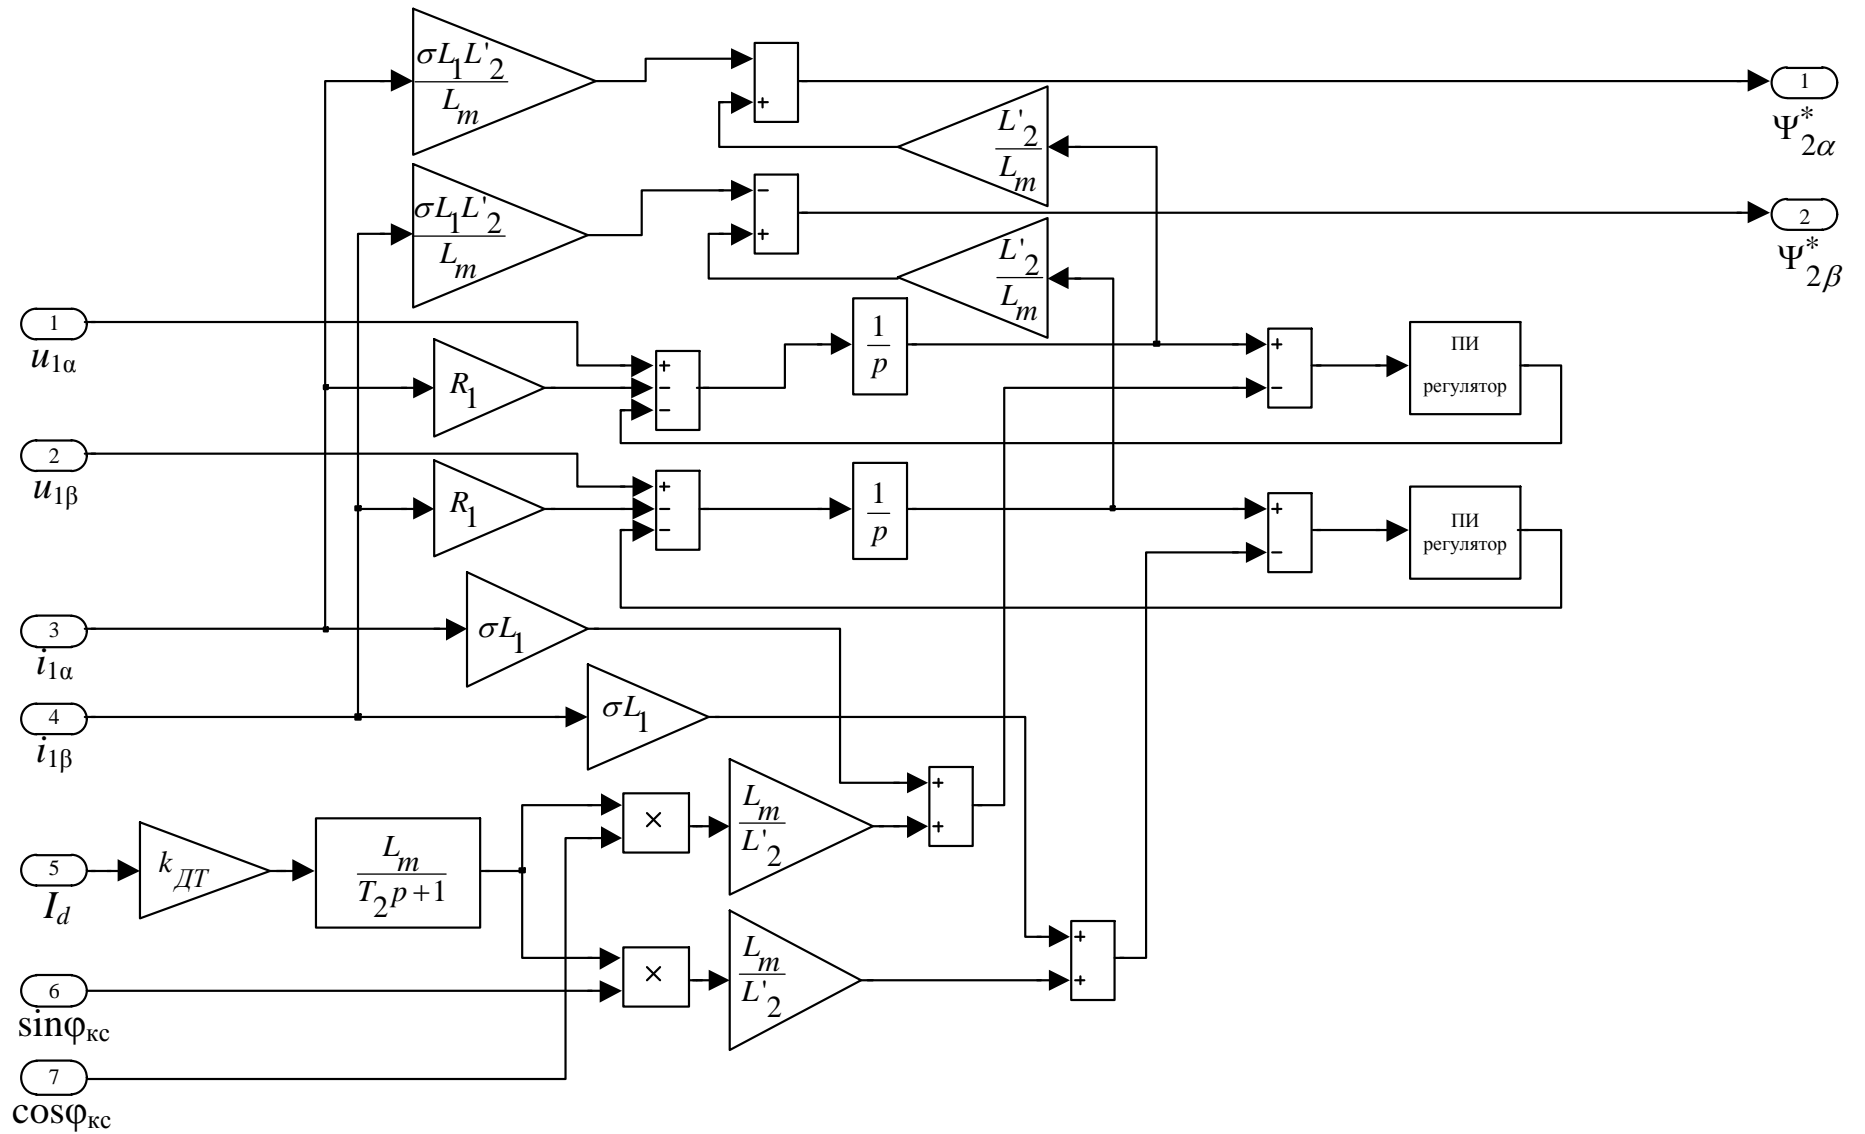 σL₁L'₂
Lₘ
+
L'₂
Lₘ
1
Ψ*₂α
σL₁L'₂
Lₘ
−
+
L'₂
Lₘ
2
Ψ*₂β
1
u₁α
R₁
+
−
−
1
p
+
−
ПИ
регулятор
2
u₁β
R₁
+
−
−
1
p
+
−
ПИ
регулятор
3
i₁α
σL₁
4
i₁β
σL₁
5
I_d
k_ДТ
Lₘ
T₂p+1
×
Lₘ
L'₂
+
+
×
Lₘ
L'₂
+
+
6
sinφкс
7
cosφкс